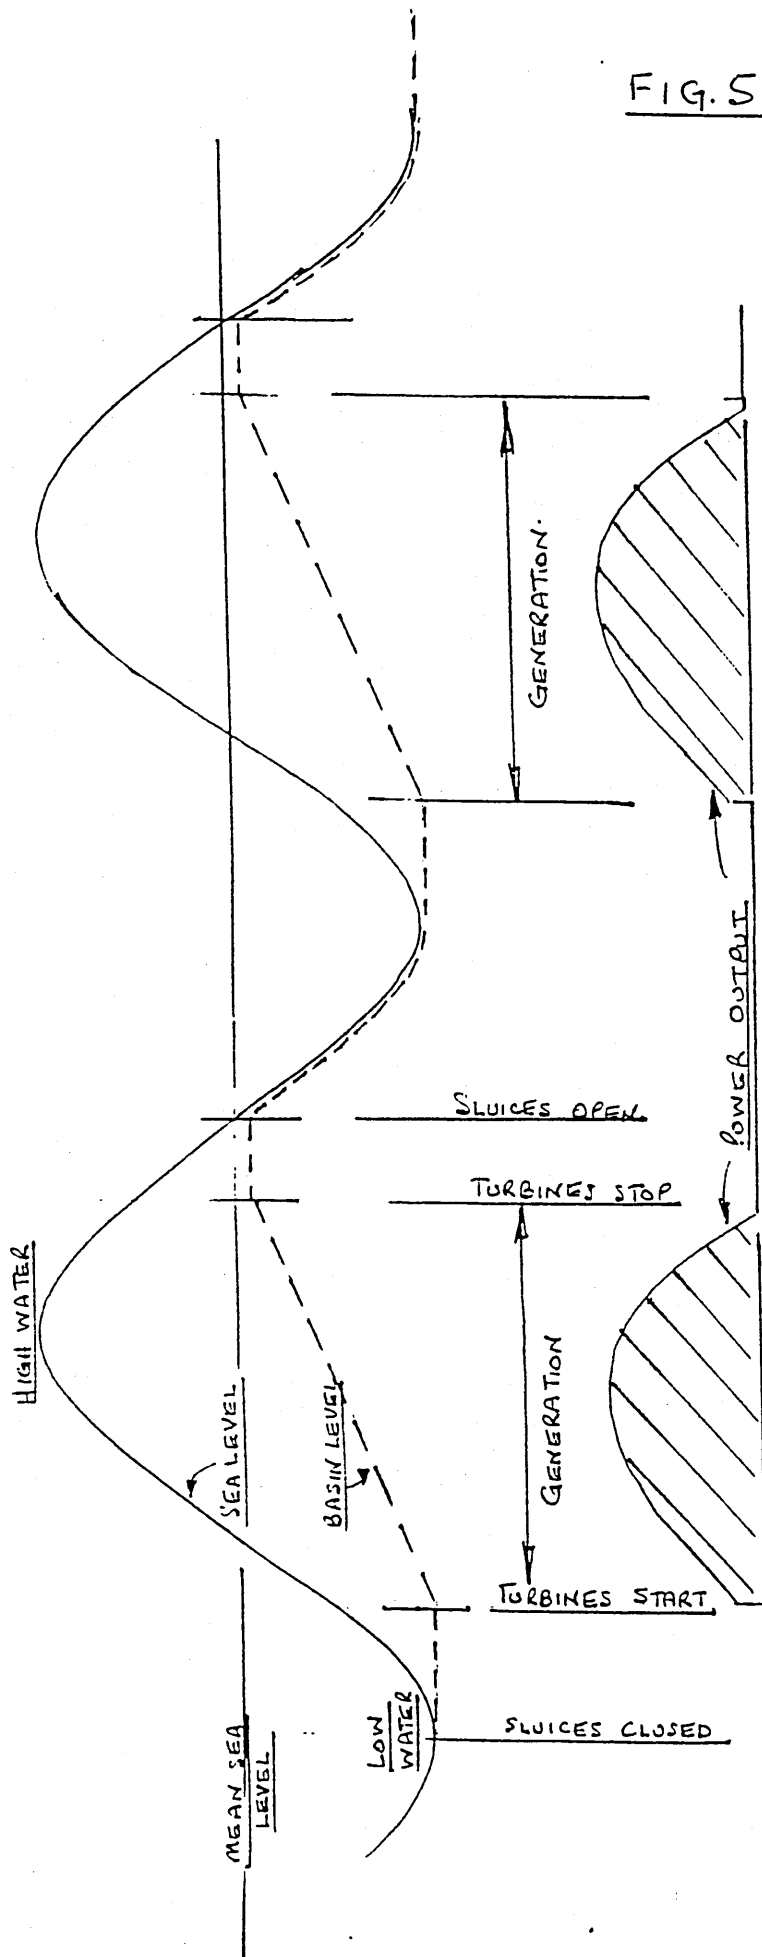 FIG. 5
HIGH WATER
SEA LEVEL
BASIN LEVEL
MEAN SEA
LEVEL
LOW
WATER
SLUICES CLOSED
TURBINES START
GENERATION
TURBINES STOP
SLUICES OPEN.
GENERATION.
POWER OUTPUT